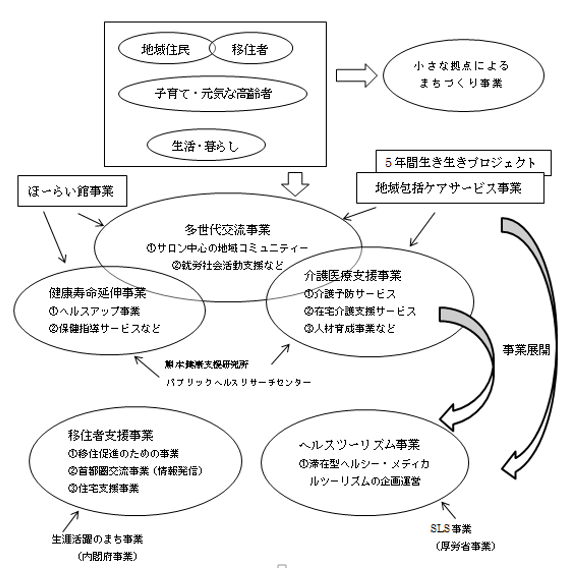 地域住民
移住者
子育て・元気な高齢者
生活・暮らし
小さな拠点による
まちづくり事業
5年間生き生きプロジェクト
地域包括ケアサービス事業
ほーらい館事業
多世代交流事業
①サロン中心の地域コミュニティー
②就労社会活動支援など
介護医療支援事業
①介護予防サービス
②在宅介護支援サービス
③人材育成事業など
健康寿命延伸事業
①ヘルスアップ事業
②保健指導サービスなど
熊本健康支援研究所
パブリックヘルスリサーチセンター
事業展開
移住者支援事業
①移住促進のための事業
②首都圏交流事業（情報発信）
③住宅支援事業
ヘルスツーリズム事業
①滞在型ヘルシー・メディカ
ルツーリズムの企画運営
生涯活躍のまち事業
（内閣府事業）
SLS事業
（厚労省事業）